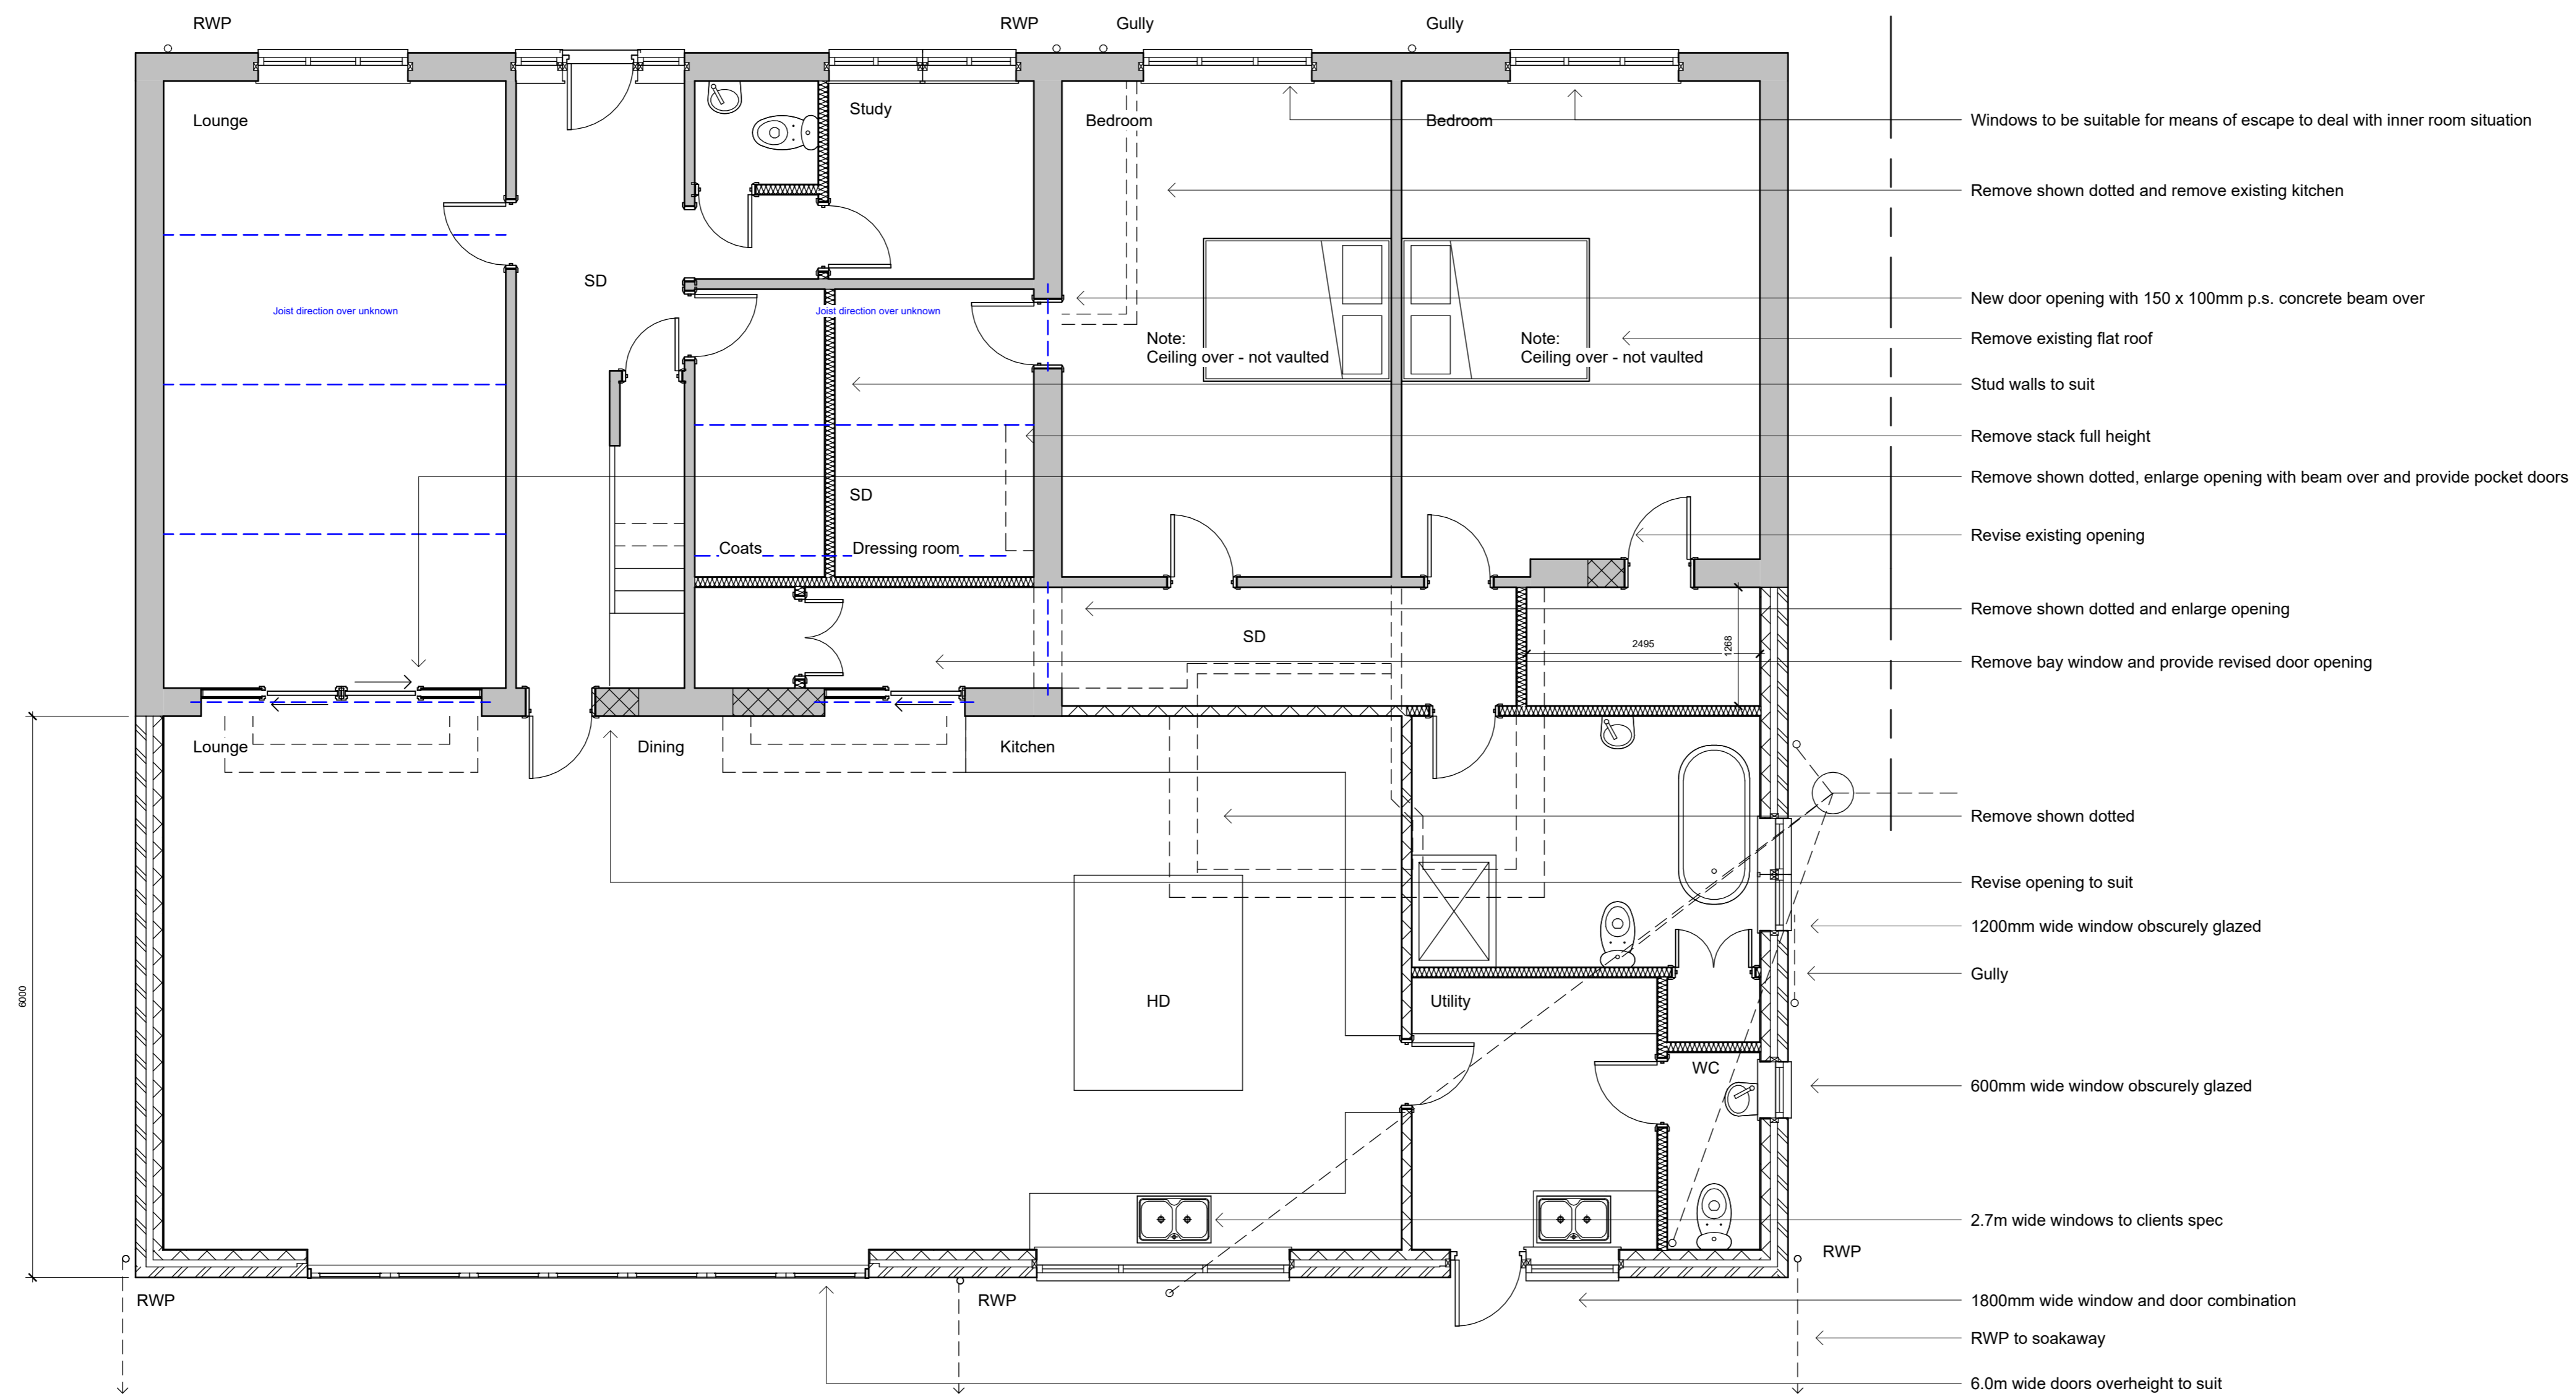 RWP
RWP
Gully
Gully
Lounge
Study
Bedroom
Bedroom
Windows to be suitable for means of escape to deal with inner room situation
Remove shown dotted and remove existing kitchen
SD
New door opening with 150 x 100mm p.s. concrete beam over
Joist direction over unknown
Joist direction over unknown
Note:
Ceiling over - not vaulted
Note:
Ceiling over - not vaulted
Remove existing flat roof
Stud walls to suit
Remove stack full height
Remove shown dotted, enlarge opening with beam over and provide pocket doors
SD
Revise existing opening
Coats
Dressing room
Remove shown dotted and enlarge opening
SD
2495
1268
Remove bay window and provide revised door opening
Lounge
Dining
Kitchen
Remove shown dotted
Revise opening to suit
1200mm wide window obscurely glazed
Gully
6000
HD
Utility
WC
600mm wide window obscurely glazed
2.7m wide windows to clients spec
RWP
RWP
RWP
1800mm wide window and door combination
RWP to soakaway
6.0m wide doors overheight to suit